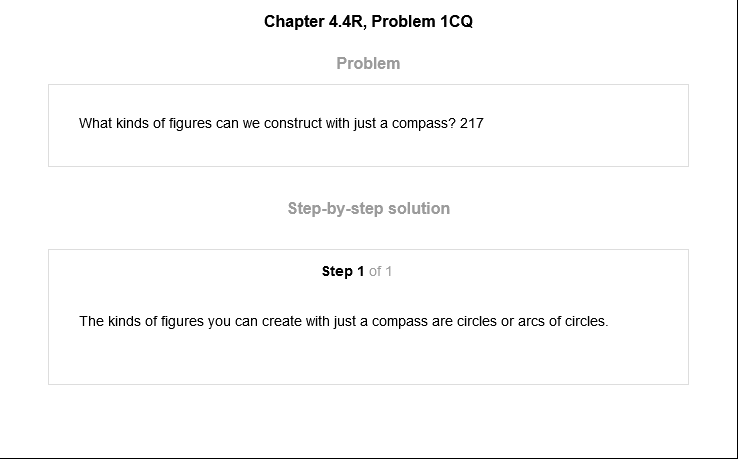 Chapter 4.4R, Problem 1CQ
Problem
What kinds of figures can we construct with just a compass? 217
Step-by-step solution
Step 1 of 1
The kinds of figures you can create with just a compass are circles or arcs of circles.